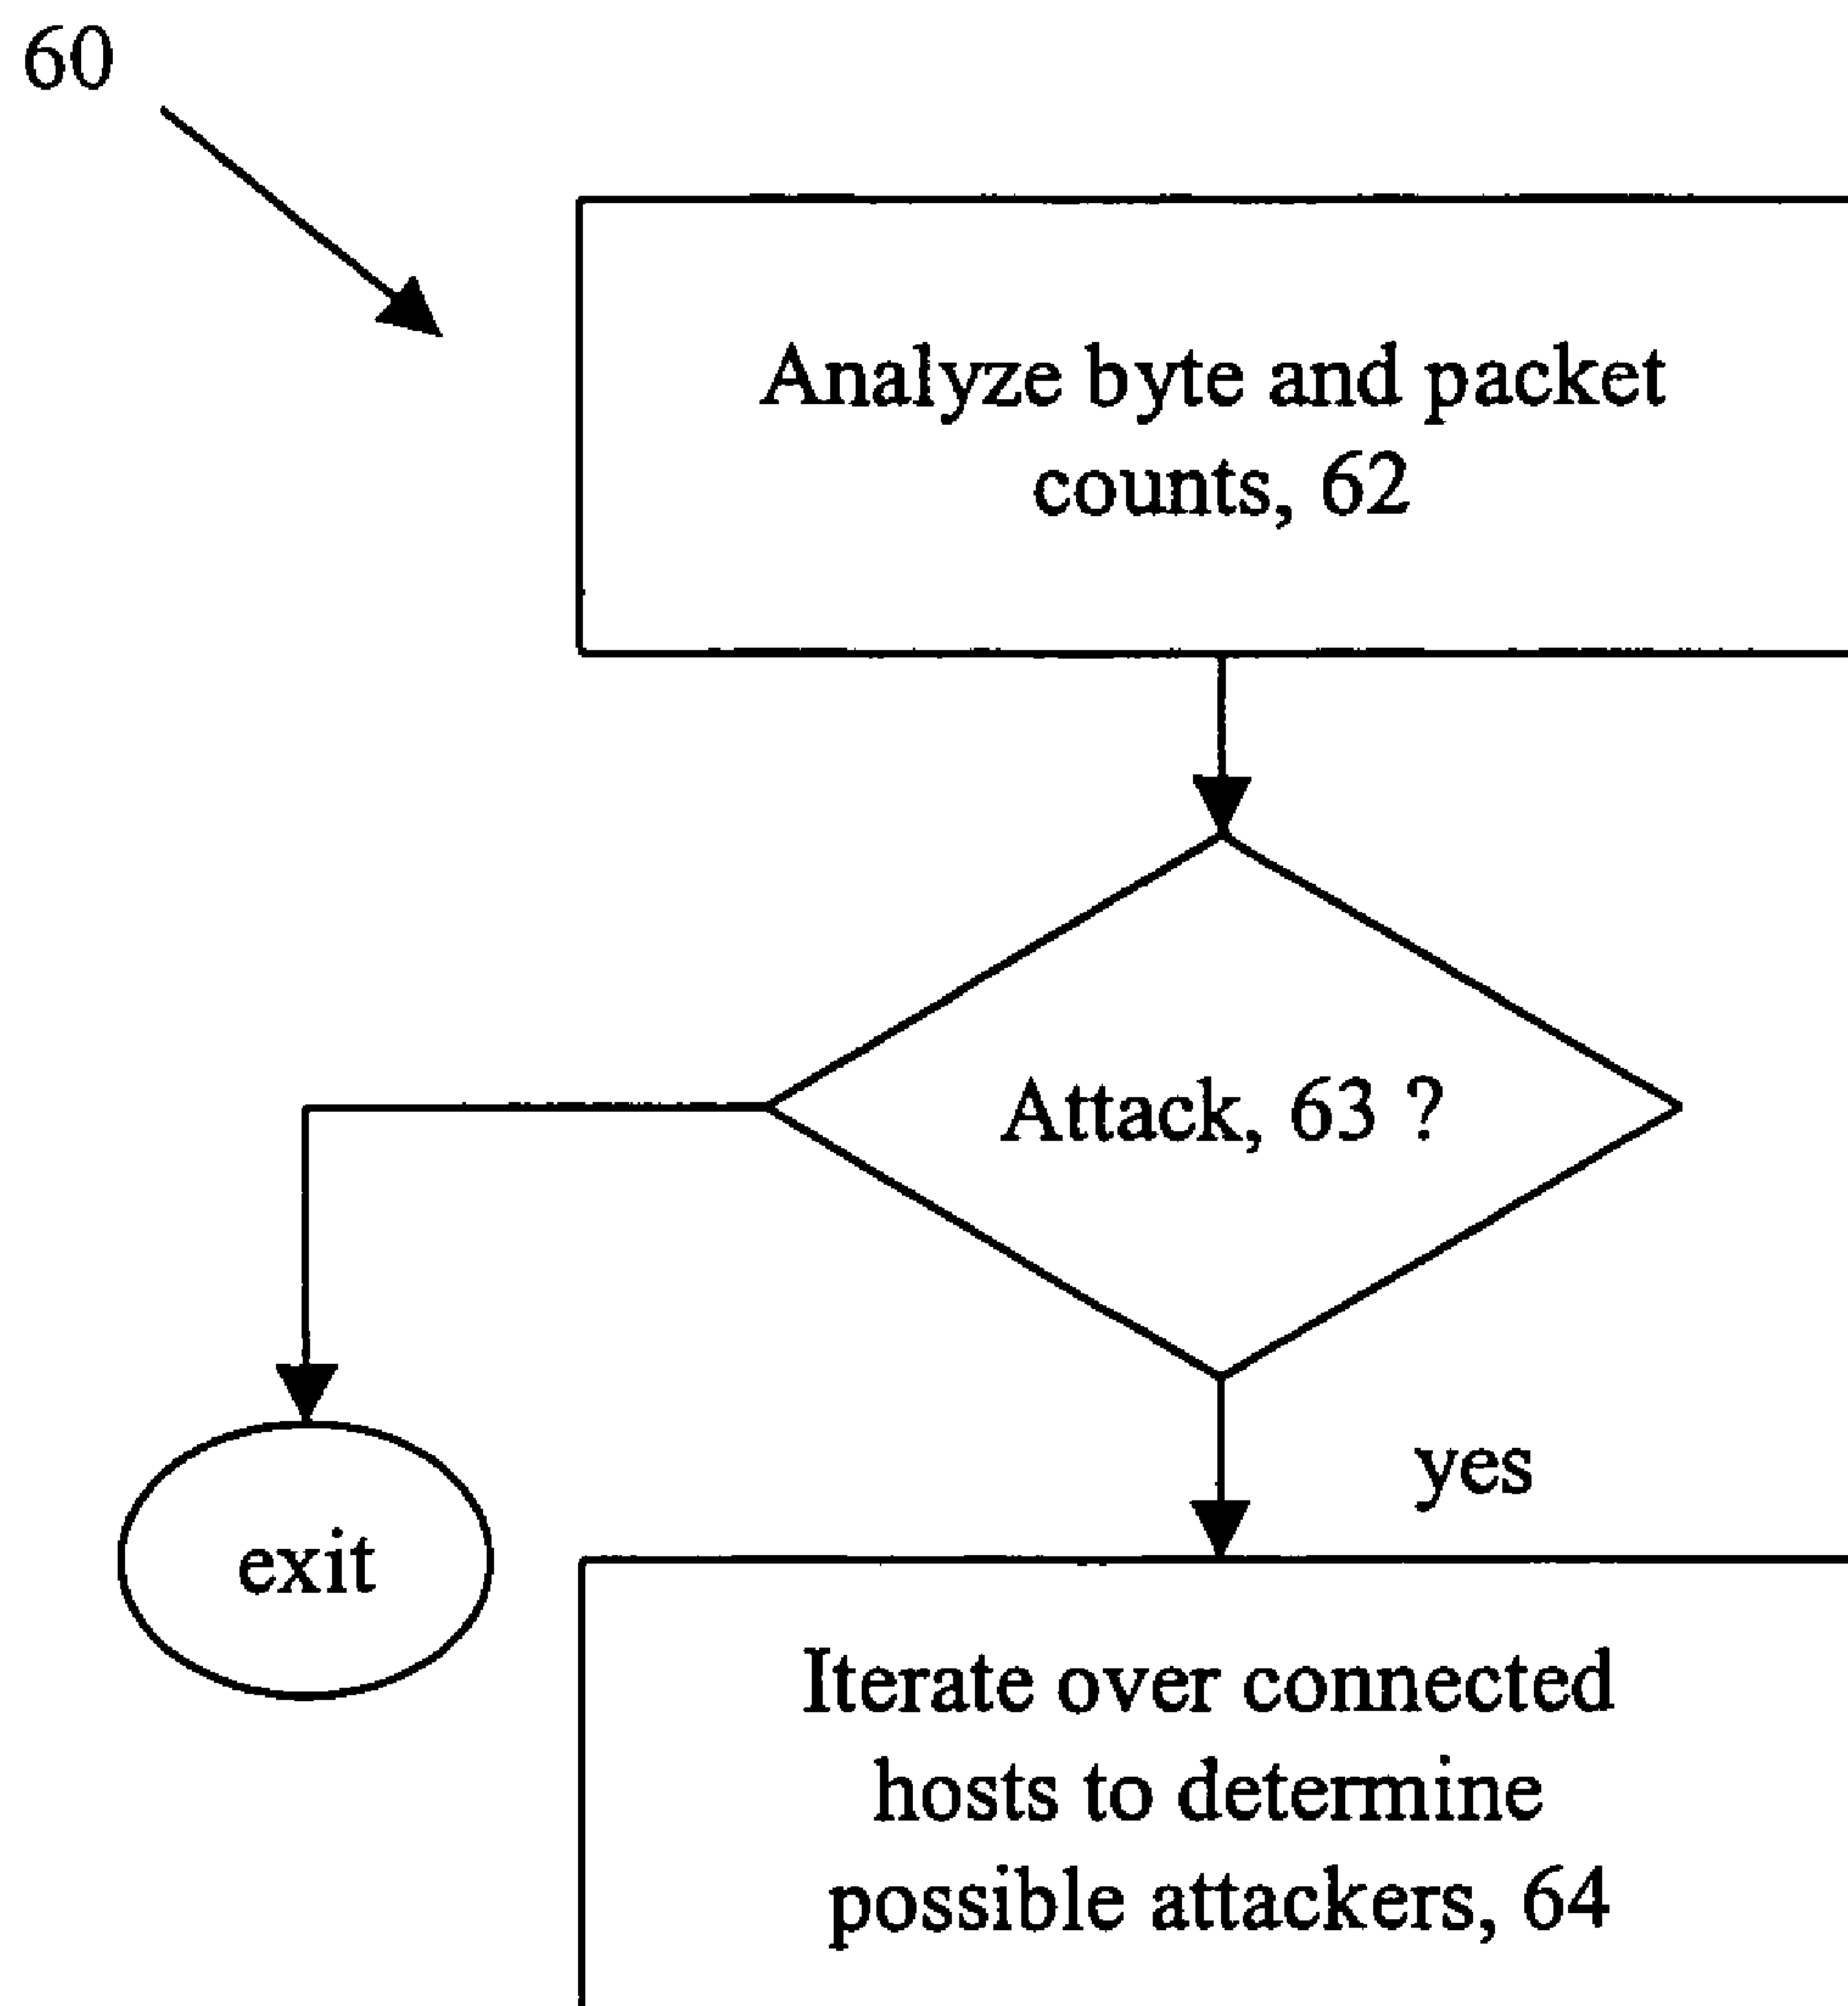 60
Analyze byte and packet
counts, 62
Attack, 63 ?
yes
exit
Iterate over connected
hosts to determine
possible attackers, 64